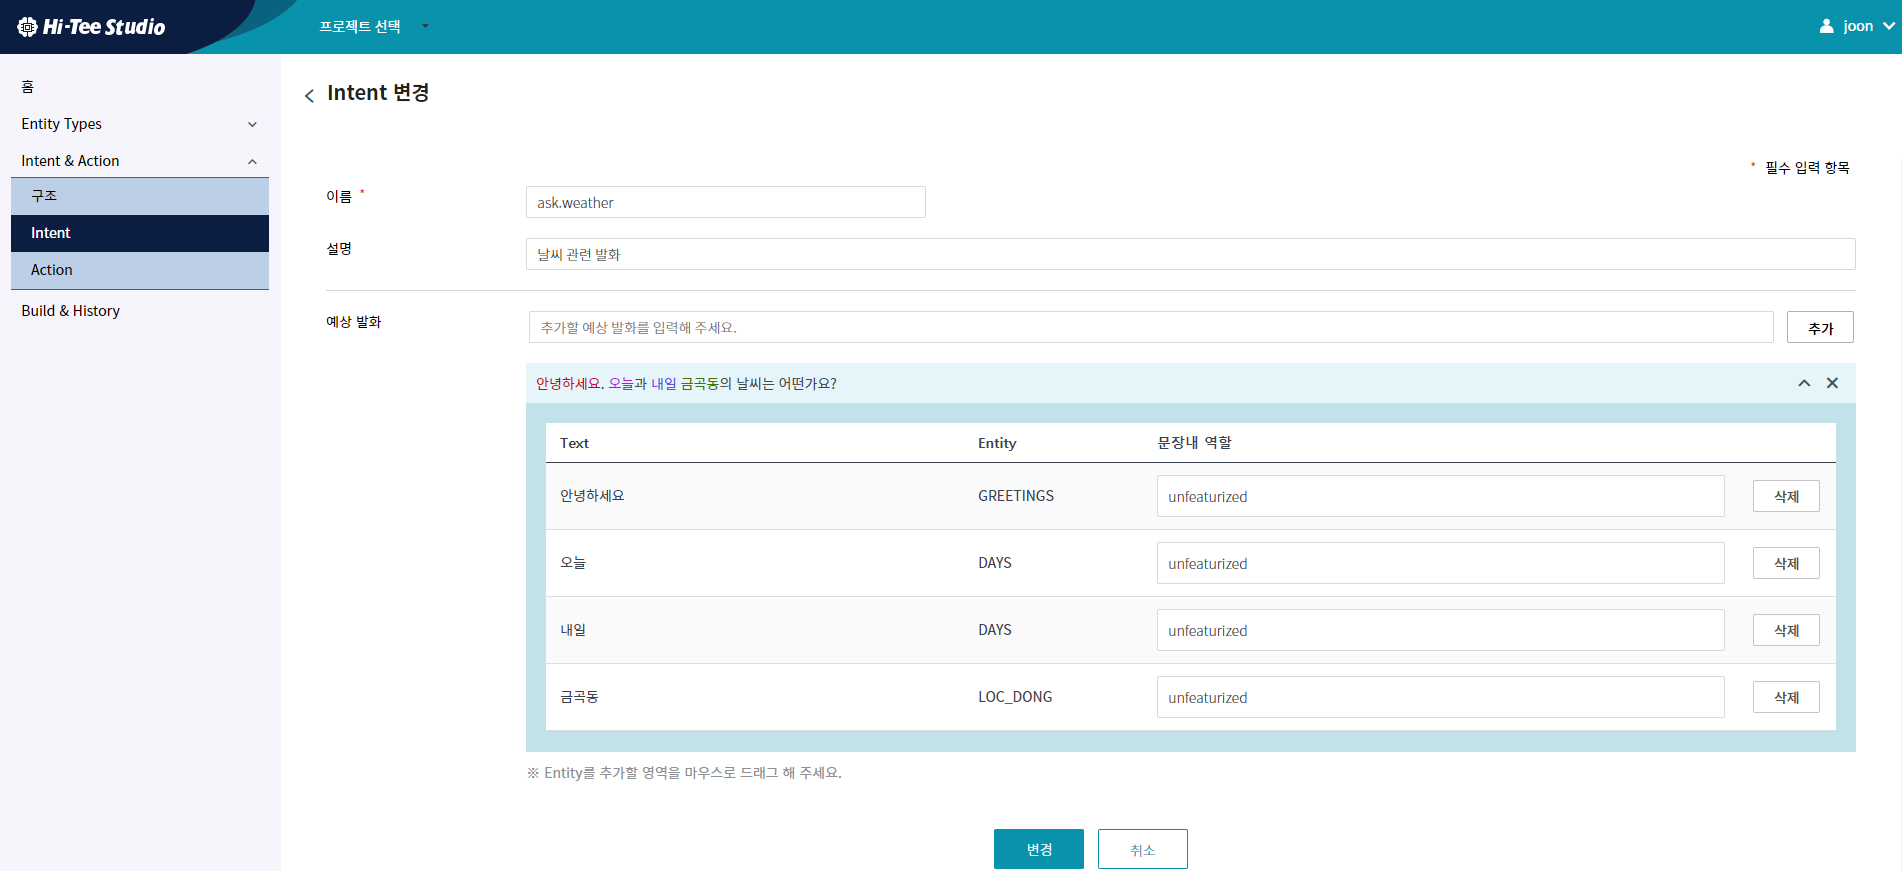 Hi-Tee Studio
프로젝트 선택
joon
홈
Entity Types
Intent & Action
구조
Intent
Action
Build & History
Intent 변경
* 필수 입력 항목
이름 *
ask.weather
설명
날씨 관련 발화
예상 발화
추가할 예상 발화를 입력해 주세요.
추가
안녕하세요. 오늘과 내일 금곡동의 날씨는 어떤가요?
Text Entity 문장내 역할
안녕하세요 GREETINGS unfeaturized 삭제
오늘 DAYS unfeaturized 삭제
내일 DAYS unfeaturized 삭제
금곡동 LOC_DONG unfeaturized 삭제
※ Entity를 추가할 영역을 마우스로 드래그 해 주세요.
변경
취소